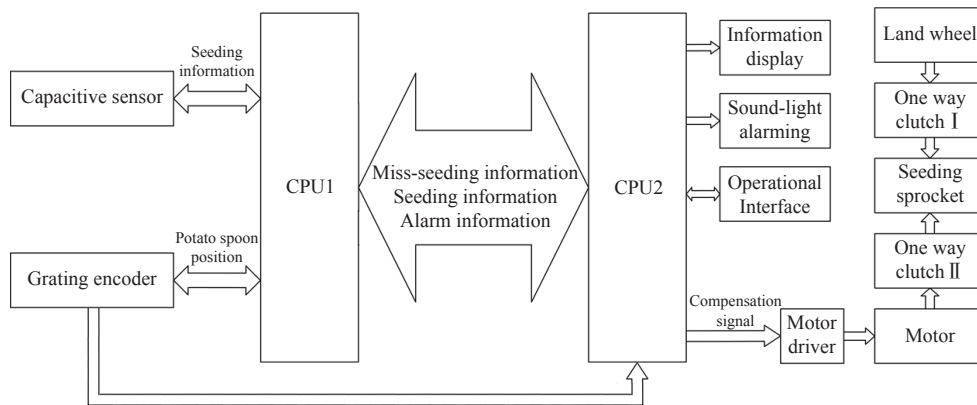 Capacitive sensor
Seeding
information
Grating encoder
Potato spoon
position
CPU1
Miss-seeding information
Seeding information
Alarm information
CPU2
Information
display
Sound-light
alarming
Operational
Interface
Compensation
signal
Motor
driver
Land wheel
One way
clutch Ⅰ
Seeding
sprocket
One way
clutch Ⅱ
Motor